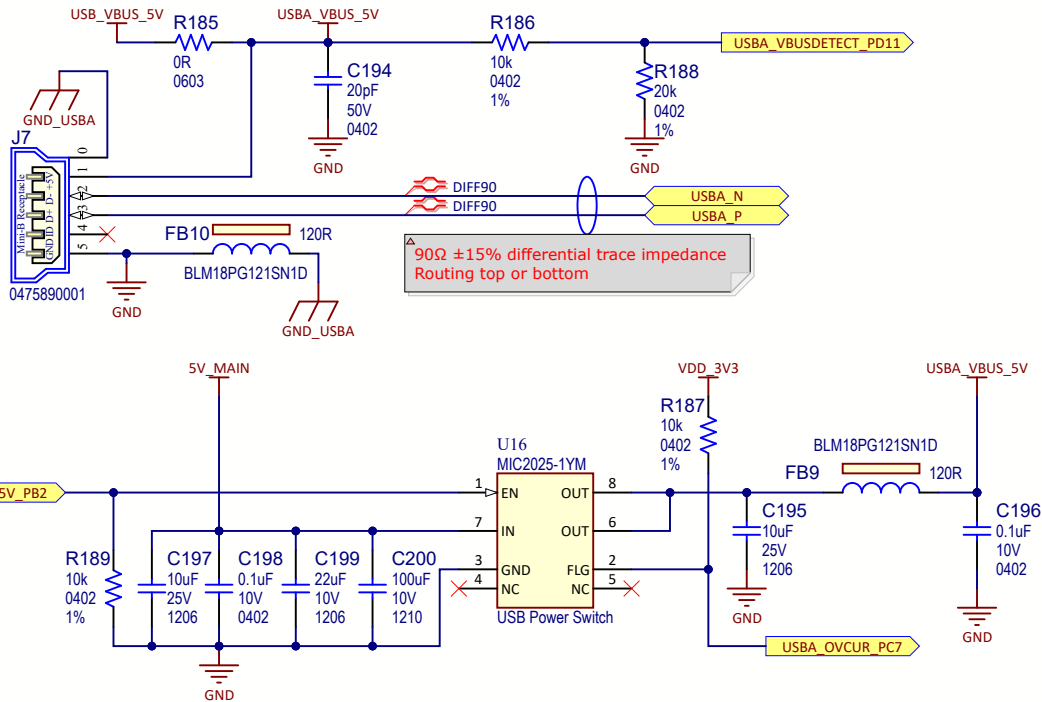 USB_VBUS_5V
R185
0R
0603
USBA_VBUS_5V
C194
20pF
50V
0402
GND
R186
10k
0402
1%
R188
20k
0402
1%
GND
USBA_VBUSDETECT_PD11
GND_USBA
J7
Mini-B Receptacle
GND ID D+ D- +5V
0
1
2
3
4
5
0475890001
GND
FB10
120R
BLM18PG121SN1D
GND_USBA
DIFF90
DIFF90
USBA_N
USBA_P
90Ω ±15% differential trace impedance
Routing top or bottom
5V_MAIN
5V_PB2
R189
10k
0402
1%
C197
10uF
25V
1206
C198
0.1uF
10V
0402
C199
22uF
10V
1206
C200
100uF
10V
1210
GND
U16
MIC2025-1YM
1
EN
7
IN
3
GND
4
NC
OUT
8
OUT
6
FLG
2
NC
5
USB Power Switch
VDD_3V3
R187
10k
0402
1%
C195
10uF
25V
1206
GND
BLM18PG121SN1D
FB9
120R
USBA_VBUS_5V
C196
0.1uF
10V
0402
GND
USBA_OVCUR_PC7